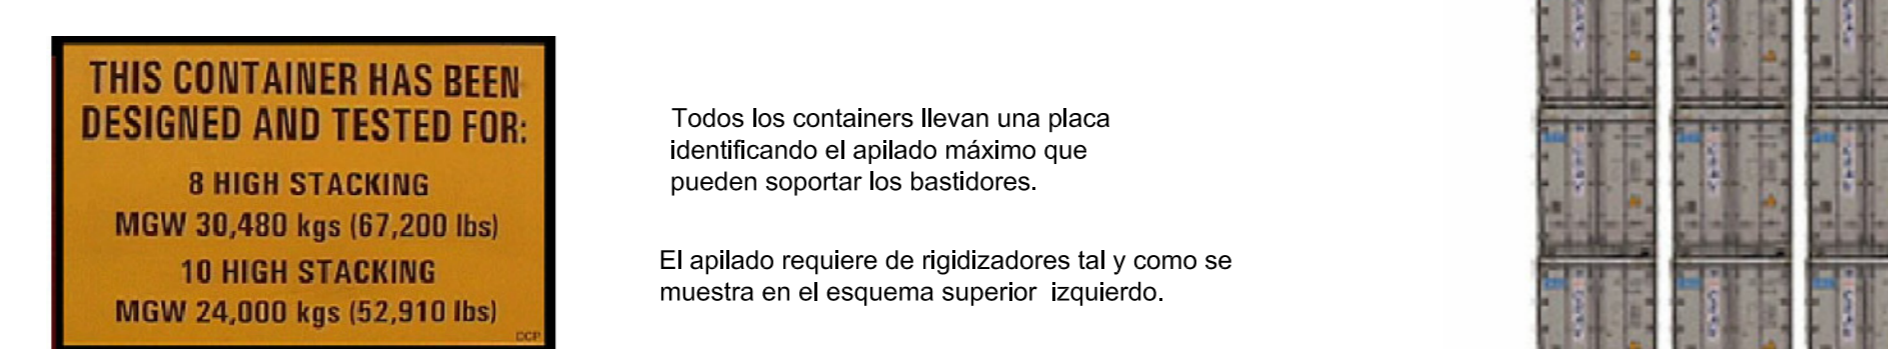 THIS CONTAINER HAS BEEN
DESIGNED AND TESTED FOR:
8 HIGH STACKING
MGW 30,480 kgs (67,200 lbs)
10 HIGH STACKING
MGW 24,000 kgs (52,910 lbs)
CCP
Todos los containers llevan una placa
identificando el apilado máximo que
pueden soportar los bastidores.
El apilado requiere de rigidizadores tal y como se
muestra en el esquema superior izquierdo.